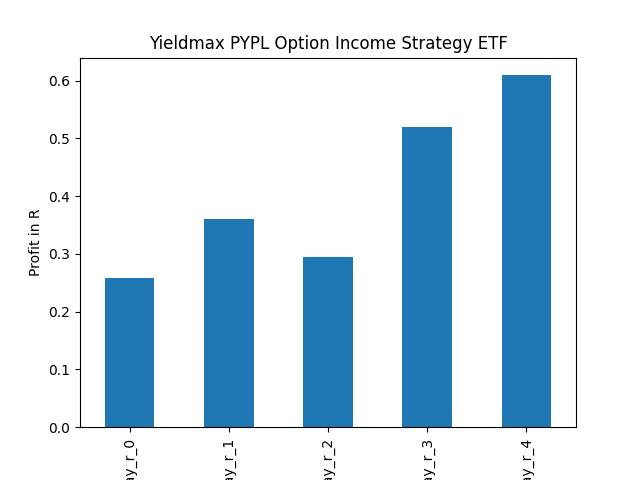 Yieldmax PYPL Option Income Strategy ETF
Profit in R
0.6
0.5
0.4
0.3
0.2
0.1
0.0
ay_r_0
ay_r_1
ay_r_2
ay_r_3
ay_r_4